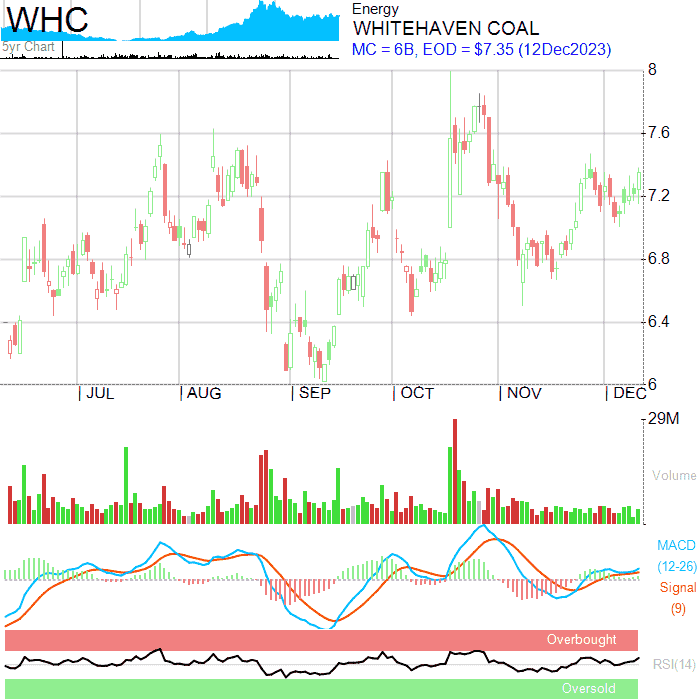 WHC
5yr Chart
Energy
WHITEHAVEN COAL
MC = 6B, EOD = $7.35 (12Dec2023)
8
7.6
7.2
6.8
6.4
6
JUL AUG SEP OCT NOV DEC
29M
Volume
MACD
(12-26)
Signal
(9)
Overbought
RSI(14)
Oversold